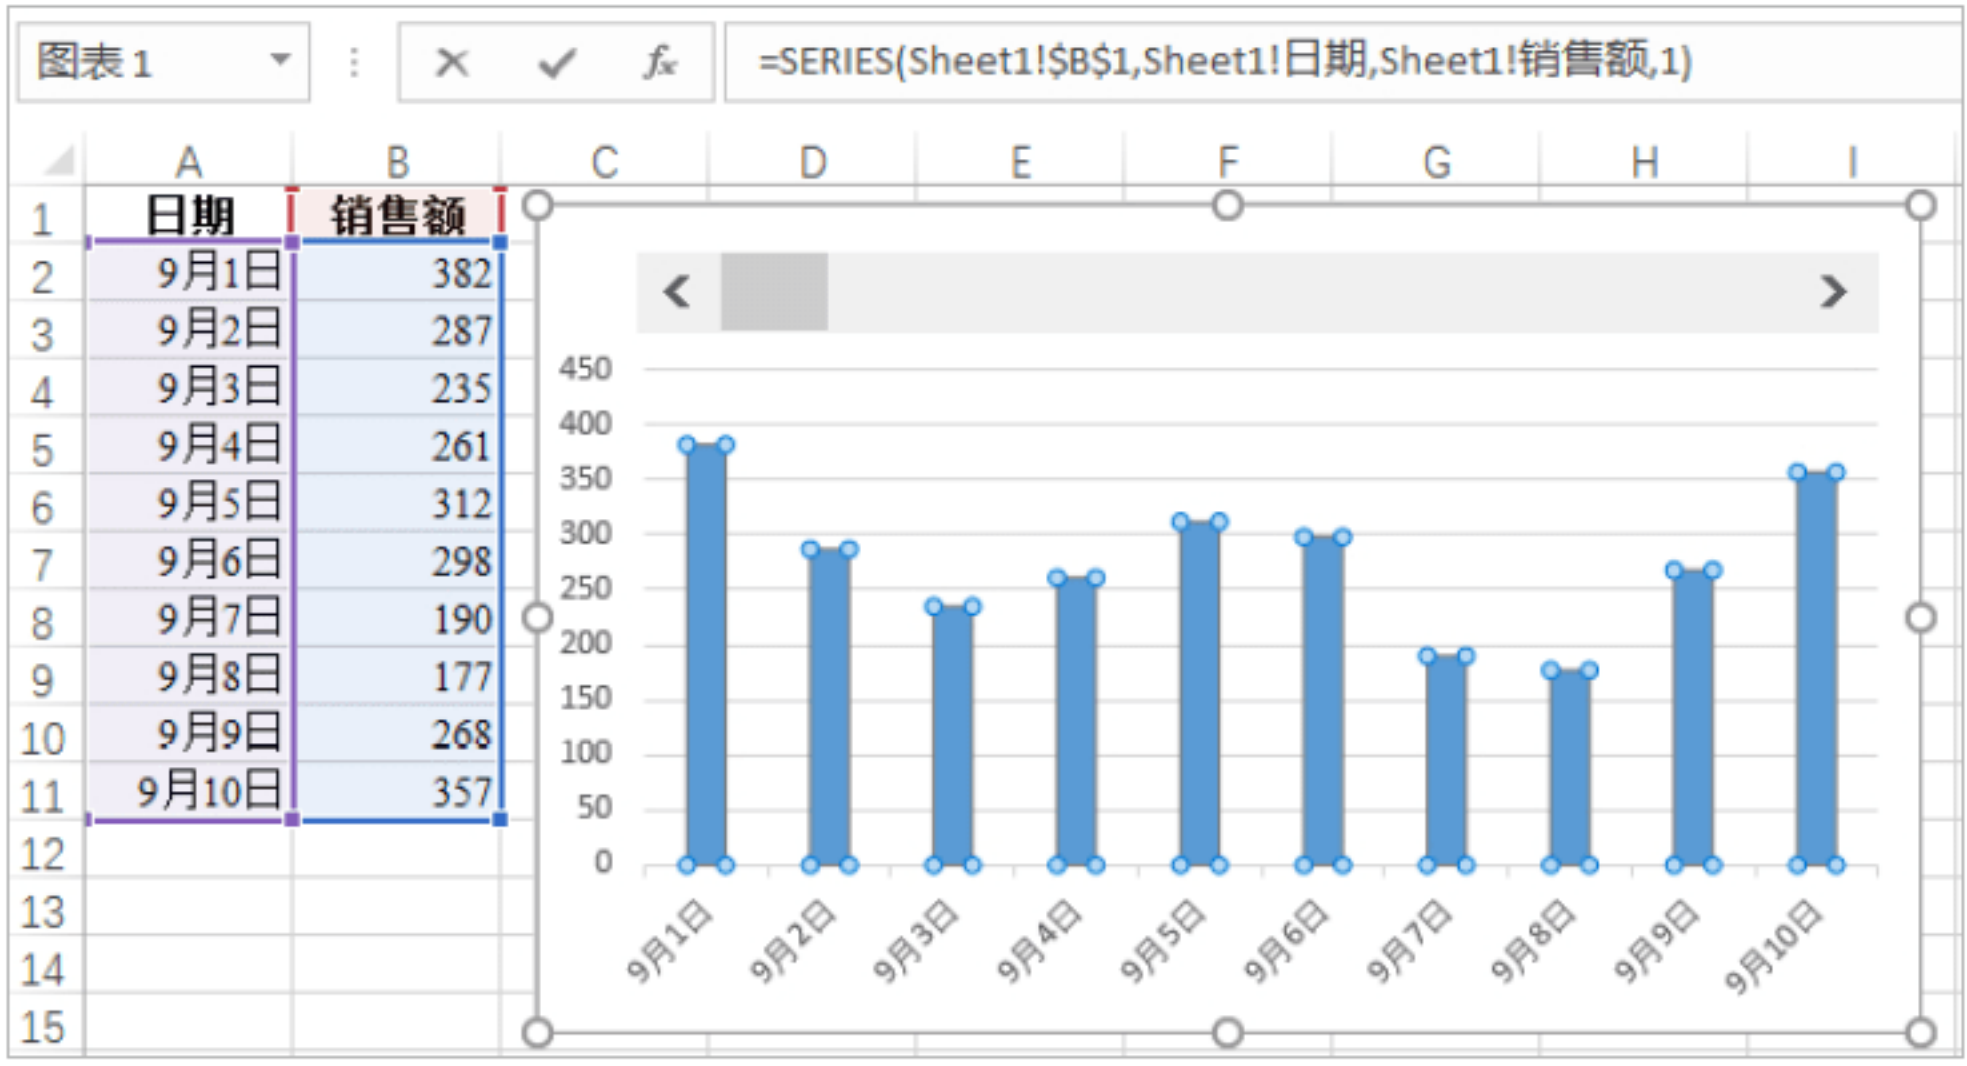 图表 1
fx
=SERIES(Sheet1!$B$1,Sheet1!日期,Sheet1!销售额,1)
A B C D E F G H I
1 日期 销售额
2 9月1日 382
3 9月2日 287
4 9月3日 235
5 9月4日 261
6 9月5日 312
7 9月6日 298
8 9月7日 190
9 9月8日 177
10 9月9日 268
11 9月10日 357
12
13
14
15
450
400
350
300
250
200
150
100
50
0
9月1日 9月2日 9月3日 9月4日 9月5日 9月6日 9月7日 9月8日 9月9日 9月10日